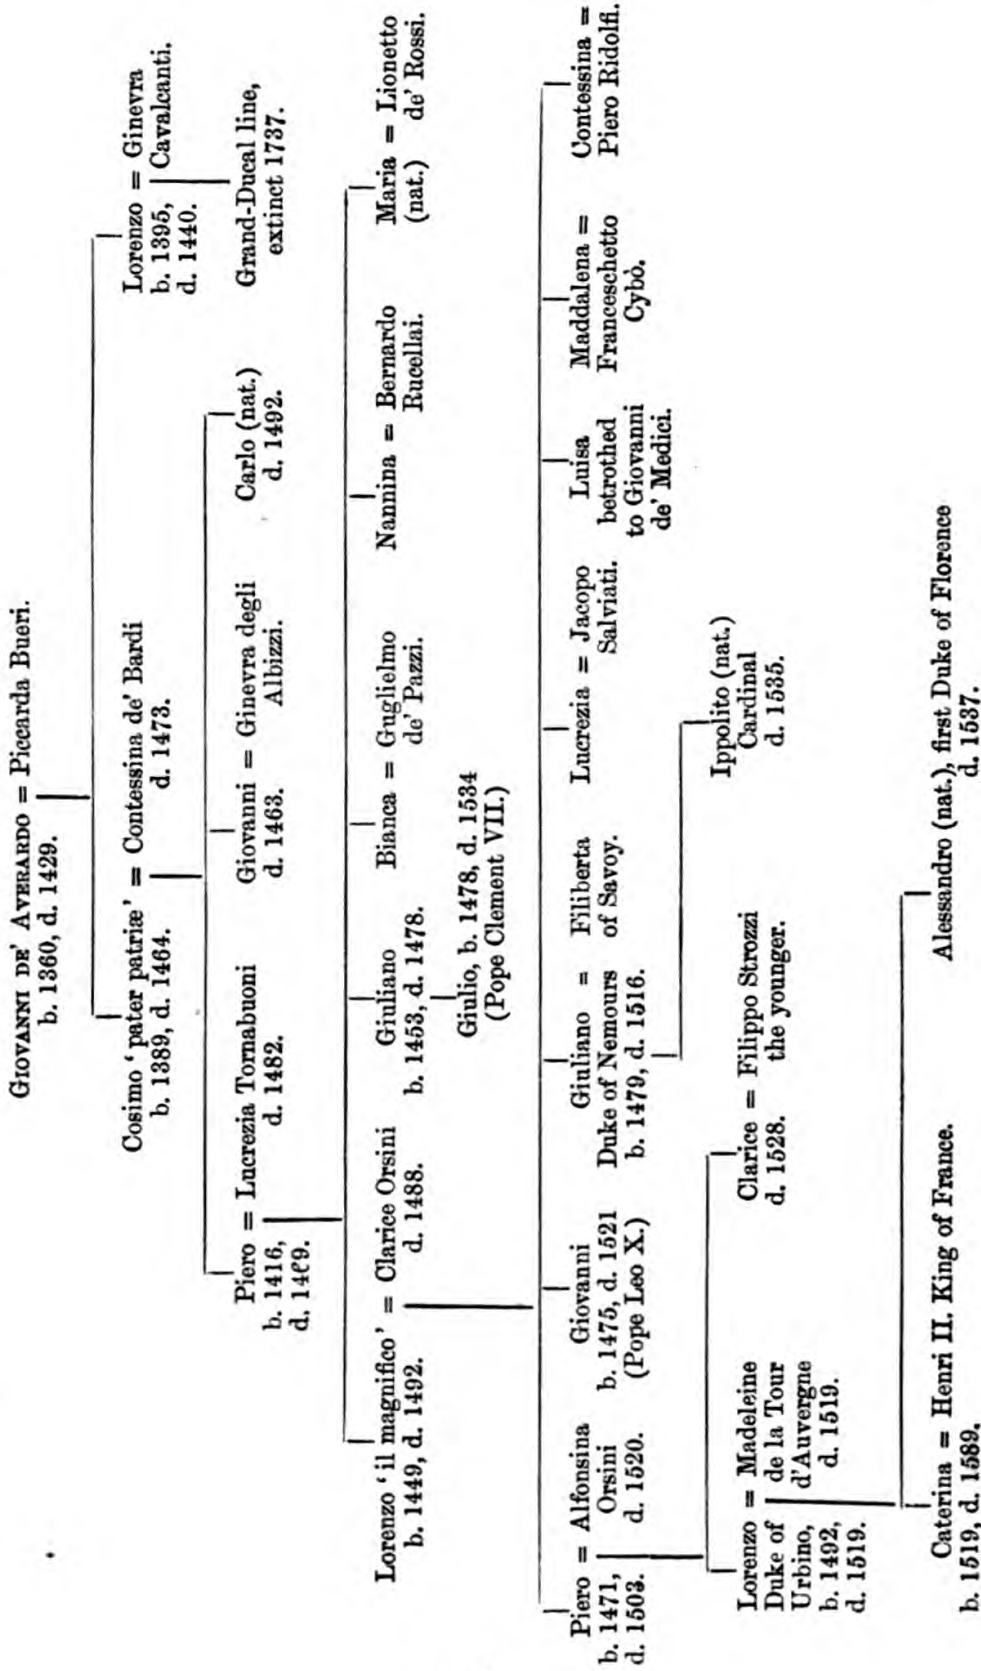 GIOVANNI DE' AVERARDO = Piccarda Bueri.
b. 1360, d. 1429.
Cosimo 'pater patriæ' = Contessina de' Bardi
b. 1389, d. 1464.
d. 1473.
Lorenzo = Ginevra
b. 1395,
Cavalcanti.
d. 1440.
Piero = Lucrezia Tornabuoni
b. 1416,
d. 1482.
d. 1469.
Giovanni = Ginevra degli
d. 1463.
Albizzi.
Carlo (nat.)
d. 1492.
Grand-Ducal line,
extinct 1737.
Lorenzo 'il magnifico' = Clarice Orsini
b. 1449, d. 1492.
d. 1488.
Giuliano
b. 1453, d. 1478.
Bianca = Guglielmo
de' Pazzi.
Nannina = Bernardo
Rucellai.
Maria = Lionetto
(nat.)
de' Rossi.
Giulio, b. 1478, d. 1534
(Pope Clement VII.)
Piero = Alfonsina
b. 1471,
Orsini
d. 1503.
d. 1520.
Giovanni
b. 1475, d. 1521
(Pope Leo X.)
Giuliano = Filiberta
Duke of Nemours
of Savoy.
b. 1479, d. 1516.
Lucrezia = Jacopo
Salviati.
Luisa
betrothed
to Giovanni
de' Medici.
Maddalena =
Franceschetto
Cybò.
Contessina =
Piero Ridolfi.
Lorenzo = Madeleine
Duke of
de la Tour
Urbino,
d'Auvergne
b. 1492,
d. 1519.
d. 1519.
Clarice = Filippo Strozzi
d. 1528.
the younger.
Ippolito (nat.)
Cardinal
d. 1535.
Caterina = Henri II. King of France.
b. 1519, d. 1589.
Alessandro (nat.), first Duke of Florence
d. 1537.